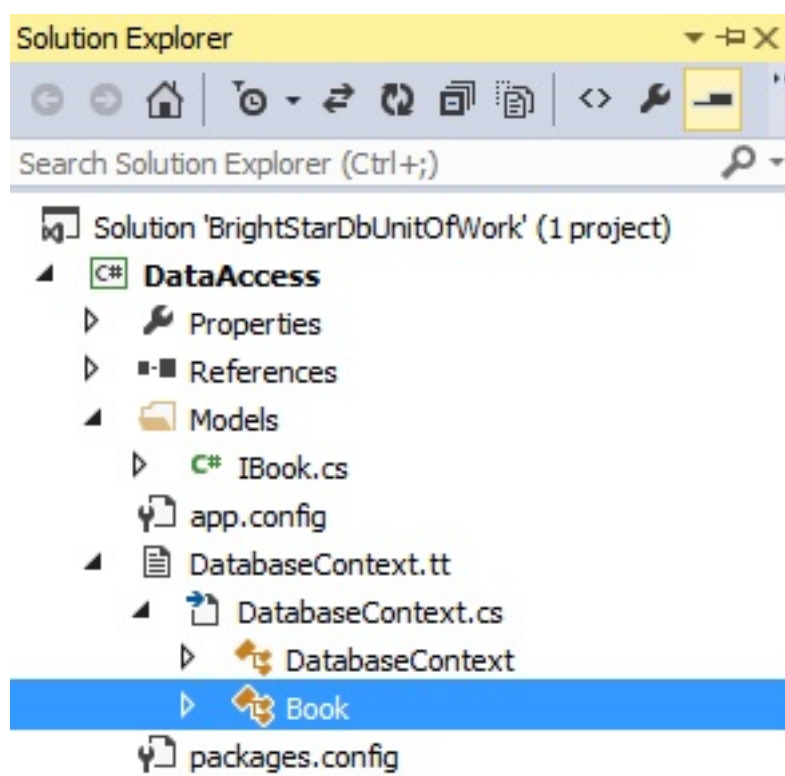 Solution Explorer
Search Solution Explorer (Ctrl+;)
Solution 'BrightStarDbUnitOfWork' (1 project)
C# DataAccess
Properties
References
Models
C# IBook.cs
app.config
DatabaseContext.tt
DatabaseContext.cs
DatabaseContext
Book
packages.config